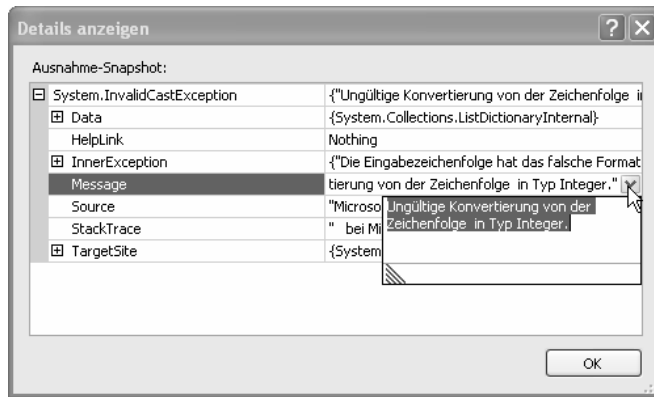 Details anzeigen
Ausnahme-Snapshot:
System.InvalidCastException {"Ungültige Konvertierung von der Zeichenfolge i
Data {System.Collections.ListDictionaryInternal}
HelpLink Nothing
InnerException {"Die Eingabezeichenfolge hat das falsche Format
Message tierung von der Zeichenfolge in Typ Integer."
Source "Microso
StackTrace " bei Mi
TargetSite {System
Ungültige Konvertierung von der
Zeichenfolge in Typ Integer.
OK